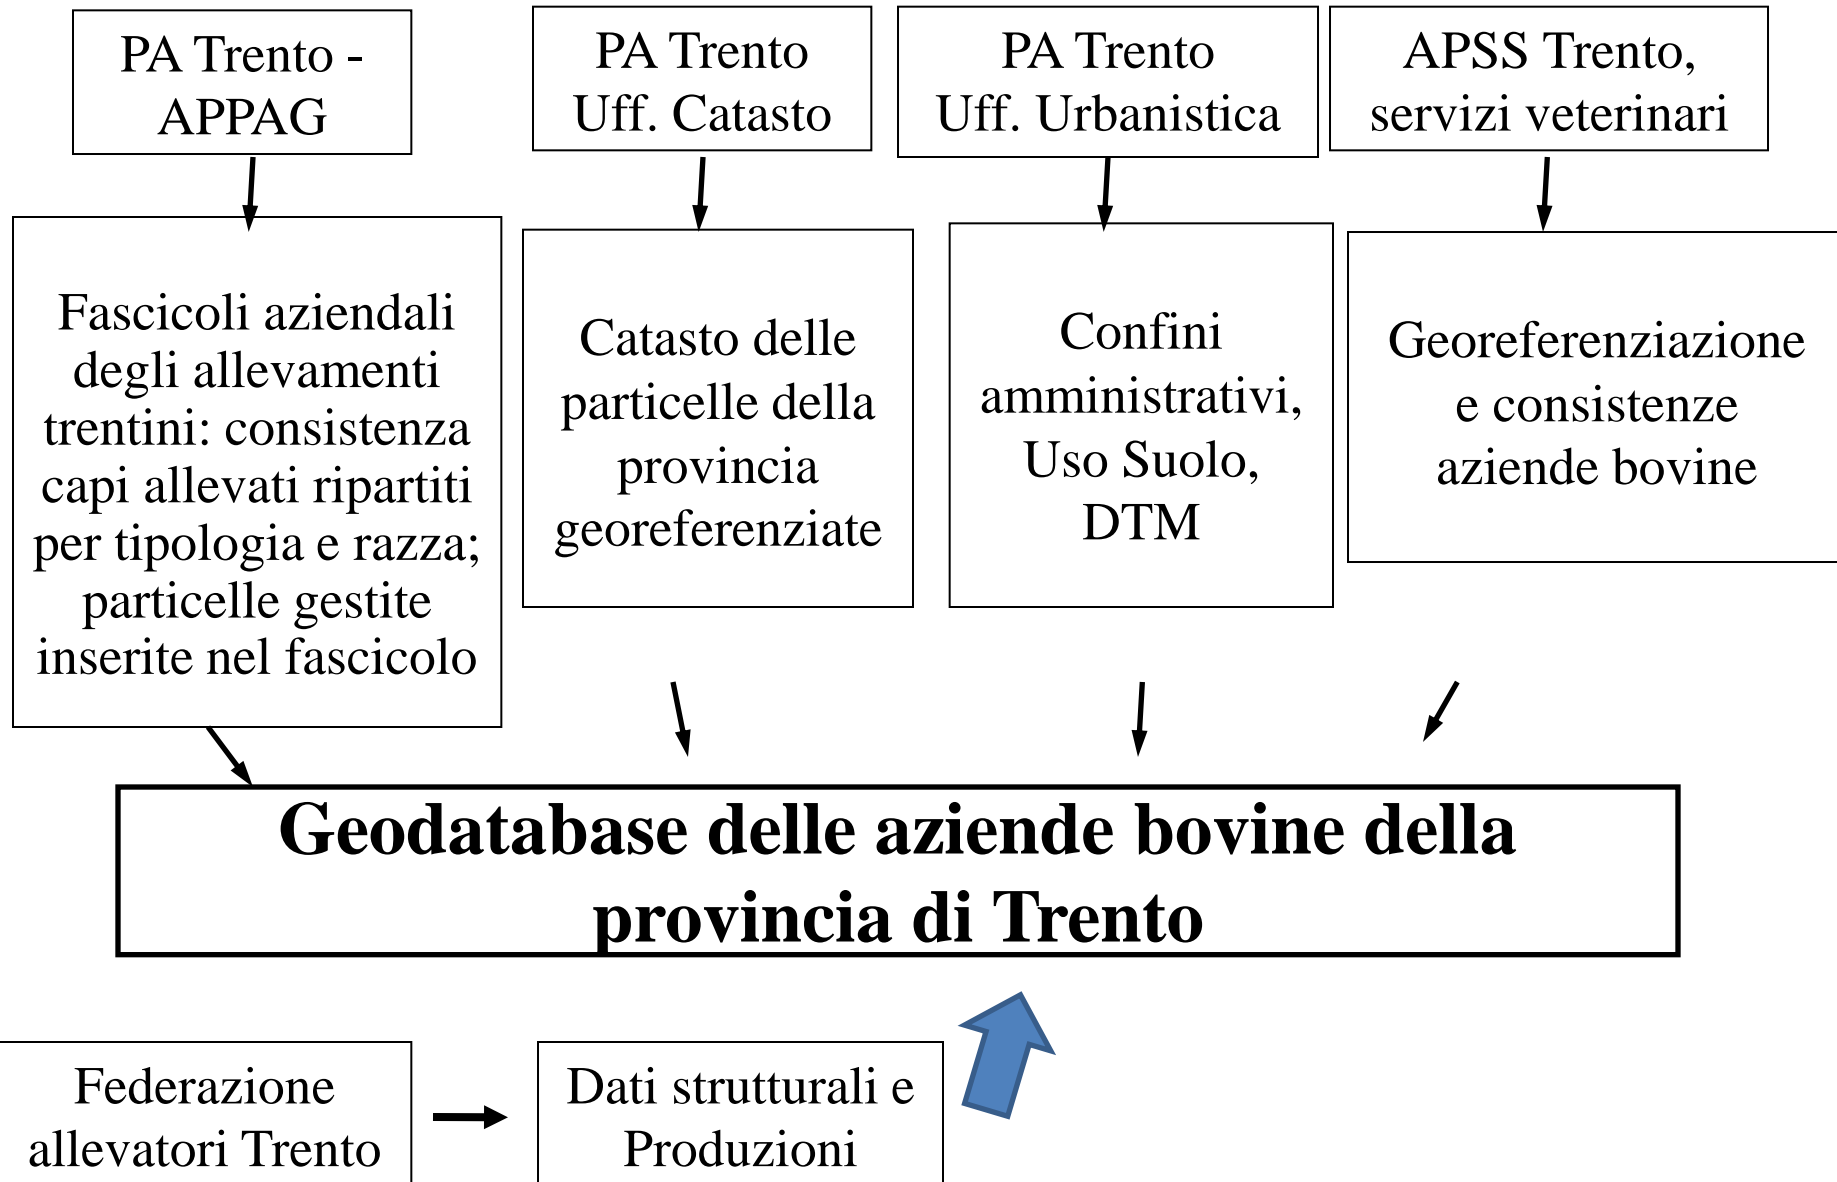 PA Trento -
APPAG
PA Trento
Uff. Catasto
PA Trento
Uff. Urbanistica
APSS Trento,
servizi veterinari
Fascicoli aziendali
degli allevamenti
trentini: consistenza
capi allevati ripartiti
per tipologia e razza;
particelle gestite
inserite nel fascicolo
Catasto delle
particelle della
provincia
georeferenziate
Confini
amministrativi,
Uso Suolo,
DTM
Georeferenziazione
e consistenze
aziende bovine
Geodatabase delle aziende bovine della
provincia di Trento
Federazione
allevatori Trento
Dati strutturali e
Produzioni